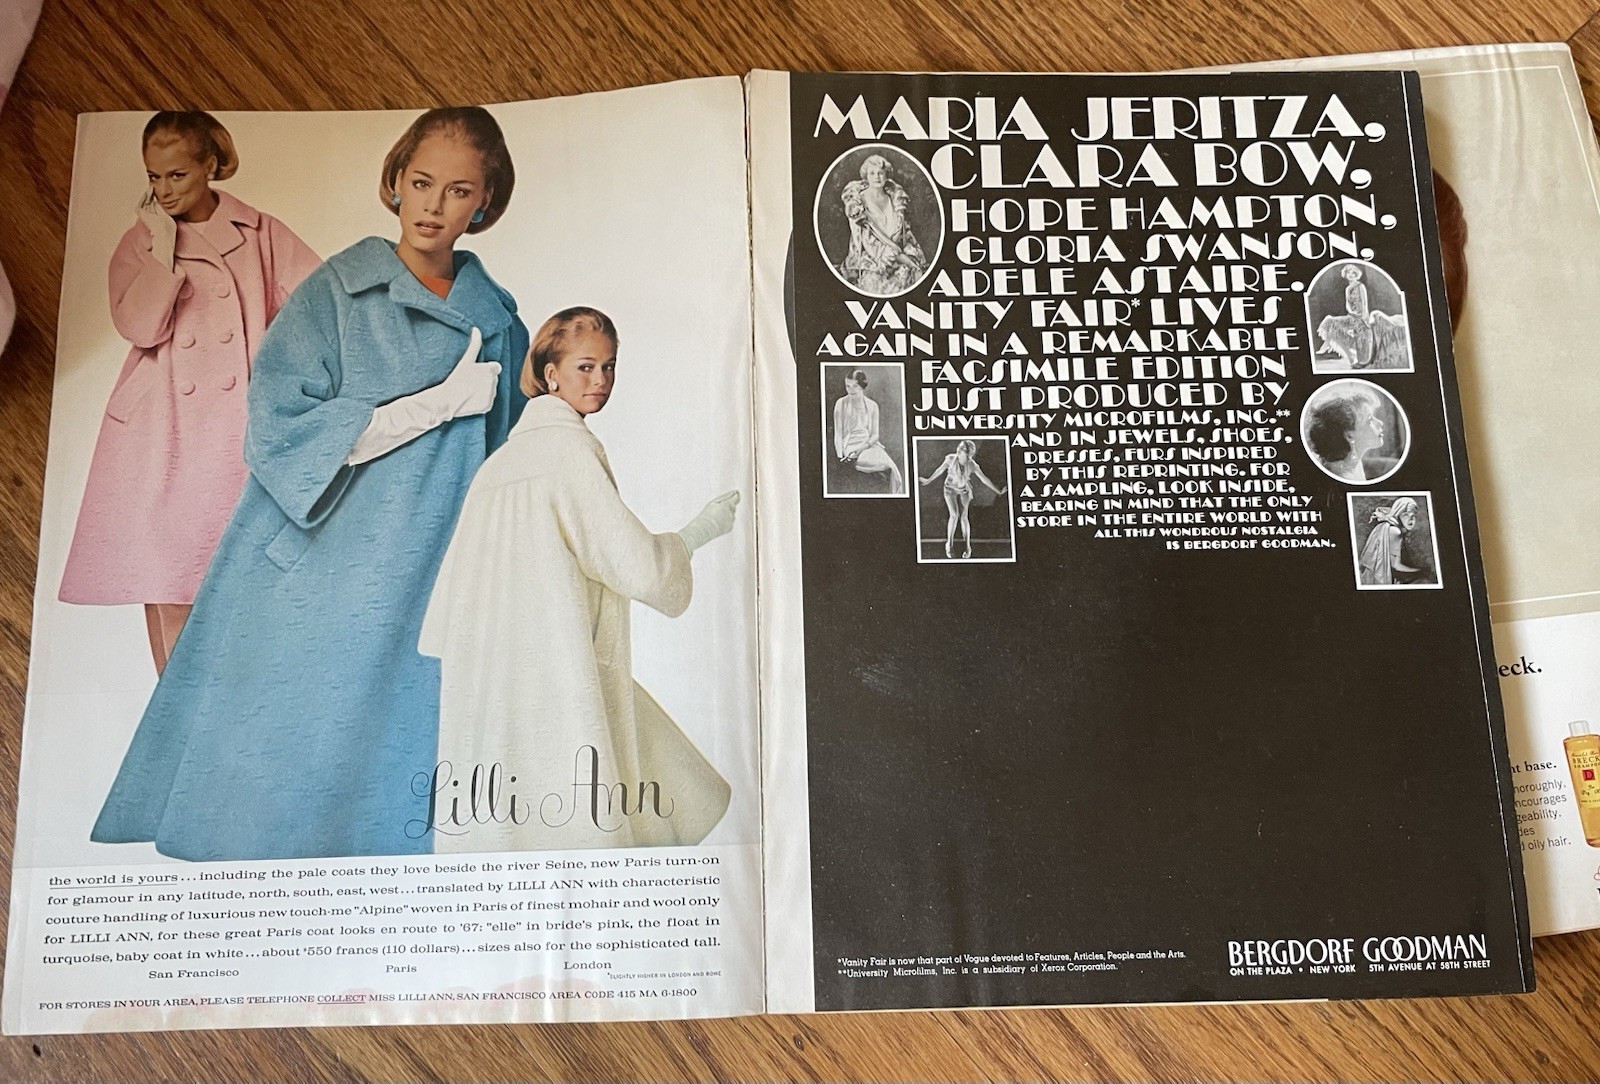 Lilli Ann
the world is yours...including the pale coats they love beside the river Seine, new Paris turn-on
for glamour in any latitude, north, south, east, west...translated by LILLI ANN with characteristic
couture handling of luxurious new touch-me "Alpine" woven in Paris of finest mohair and wool only
for LILLI ANN, for these great Paris coat looks en route to '67: "elle" in bride's pink, the float in
turquoise, baby coat in white...about *550 francs (110 dollars)...sizes also for the sophisticated tall.
San Francisco Paris London
*SLIGHTLY HIGHER IN LONDON AND ROME
FOR STORES IN YOUR AREA, PLEASE TELEPHONE COLLECT MISS LILLI ANN, SAN FRANCISCO AREA CODE 415 MA 6-1800
MARIA JERITZA,
CLARA BOW,
HOPE HAMPTON,
GLORIA SWANSON,
ADELE ASTAIRE.
VANITY FAIR* LIVES
AGAIN IN A REMARKABLE
FACSIMILE EDITION
JUST PRODUCED BY
UNIVERSITY MICROFILMS, INC.**
AND IN JEWELS, SHOES,
DRESSES, FURS INSPIRED
BY THIS REPRINTING. FOR
A SAMPLING, LOOK INSIDE,
BEARING IN MIND THAT THE ONLY
STORE IN THE ENTIRE WORLD WITH
ALL THIS WONDROUS NOSTALGIA
IS BERGDORF GOODMAN.
*Vanity Fair is now that part of Vogue devoted to Features, Articles, People and the Arts.
**University Microfilms, Inc. is a subsidiary of Xerox Corporation.
BERGDORF GOODMAN
ON THE PLAZA • NEW YORK 5TH AVENUE AT 58TH STREET
eck.
nt base.
horoughly.
ncourages
geability.
des
d oily hair.
BRECK